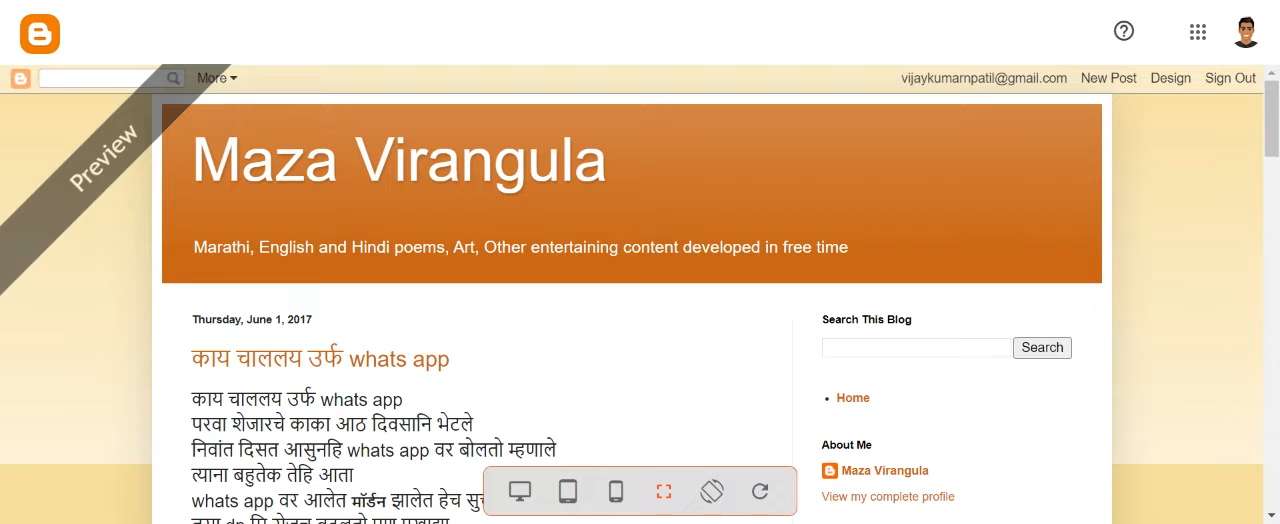 More
vijaykumarnpatil@gmail.com New Post Design Sign Out
Preview
Maza Virangula
Marathi, English and Hindi poems, Art, Other entertaining content developed in free time
Thursday, June 1, 2017
काय चाललय उर्फ whats app
काय चाललय उर्फ whats app
परवा शेजारचे काका आठ दिवसानि भेटले
निवांत दिसत आसुनहि whats app वर बोलतो म्हणाले
त्याना बहुतेक तेहि आता
whats app वर आलेत मॉर्डन झालेत हेच
Search This Blog
Search
Home
About Me
Maza Virangula
View my complete profile